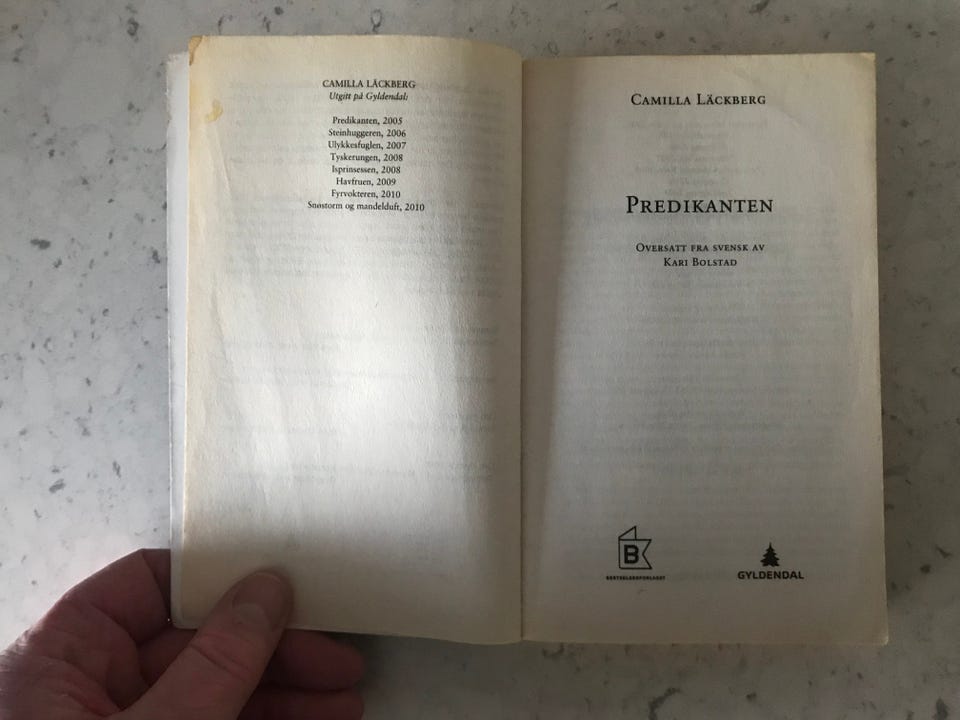 CAMILLA LÄCKBERG
Utgitt på Gyldendal:
Predikanten, 2005
Steinhuggeren, 2006
Ulykkesfuglen, 2007
Tyskerungen, 2008
Isprinsessen, 2008
Havfruen, 2009
Fyrvokteren, 2010
Snøstorm og mandelduft, 2010
CAMILLA LÄCKBERG
PREDIKANTEN
OVERSATT FRA SVENSK AV
KARI BOLSTAD
B
BESTSELGERFORLAGET
GYLDENDAL